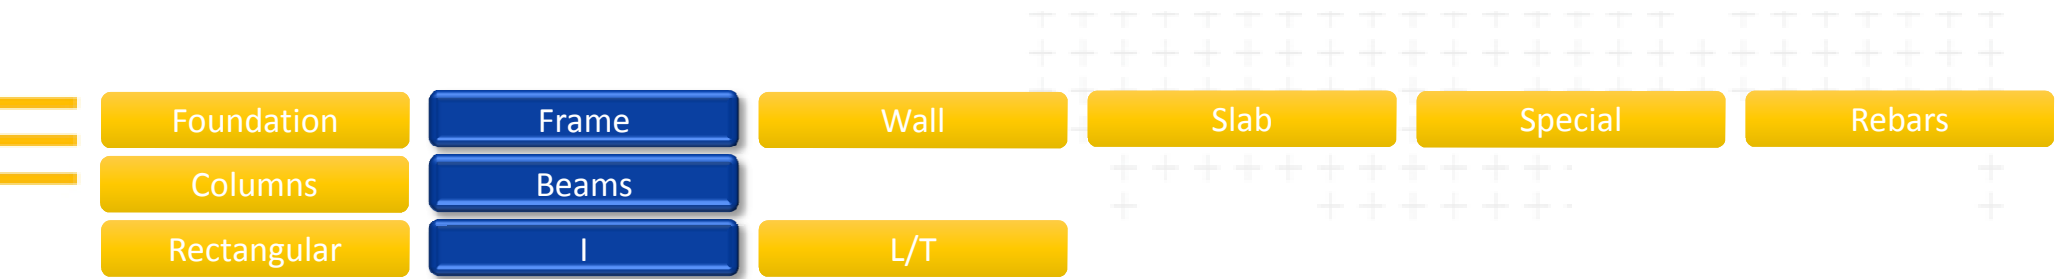 Foundation Frame Wall Slab Special Rebars
Columns Beams
Rectangular I L/T